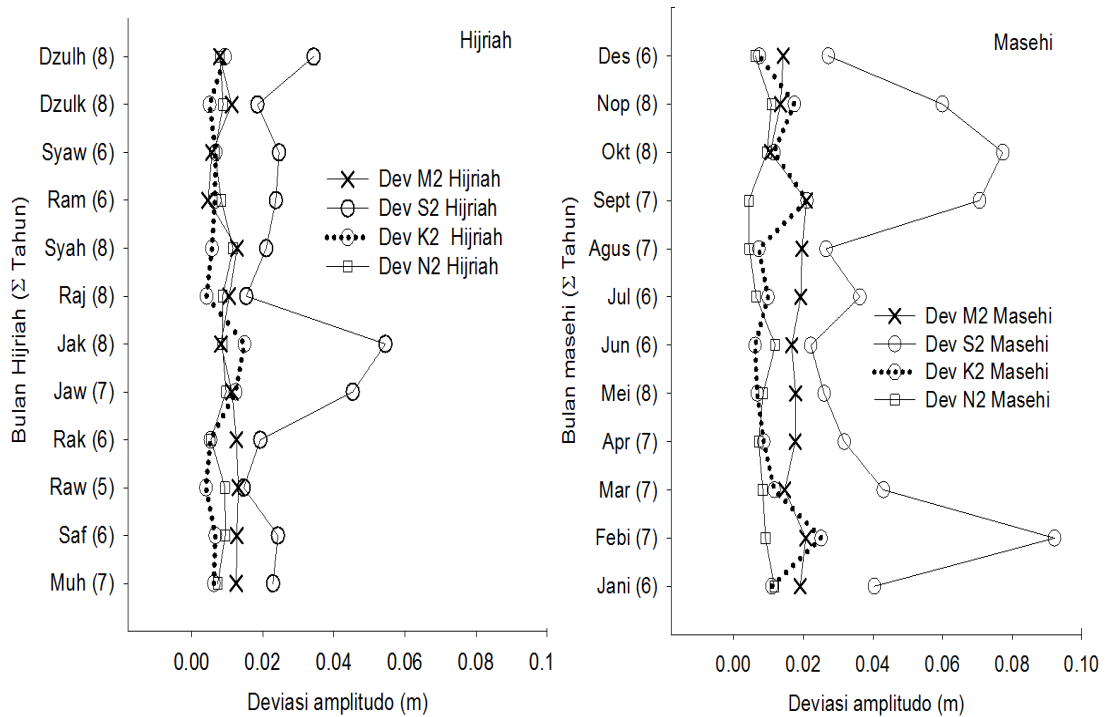 Hijriah
Bulan Hijriah (Σ Tahun)
Dzulh (8)
Dzulk (8)
Syaw (6)
Ram (6)
Syah (8)
Raj (8)
Jak (8)
Jaw (7)
Rak (6)
Raw (5)
Saf (6)
Muh (7)
Dev M2 Hijriah
Dev S2 Hijriah
Dev K2 Hijriah
Dev N2 Hijriah
0.00 0.02 0.04 0.06 0.08 0.1
Deviasi amplitudo (m)
Masehi
Bulan masehi (Σ Tahun)
Des (6)
Nop (8)
Okt (8)
Sept (7)
Agus (7)
Jul (6)
Jun (6)
Mei (8)
Apr (7)
Mar (7)
Febi (7)
Jani (6)
Dev M2 Masehi
Dev S2 Masehi
Dev K2 Masehi
Dev N2 Masehi
0.00 0.02 0.04 0.06 0.08 0.10
Deviasi amplitudo (m)